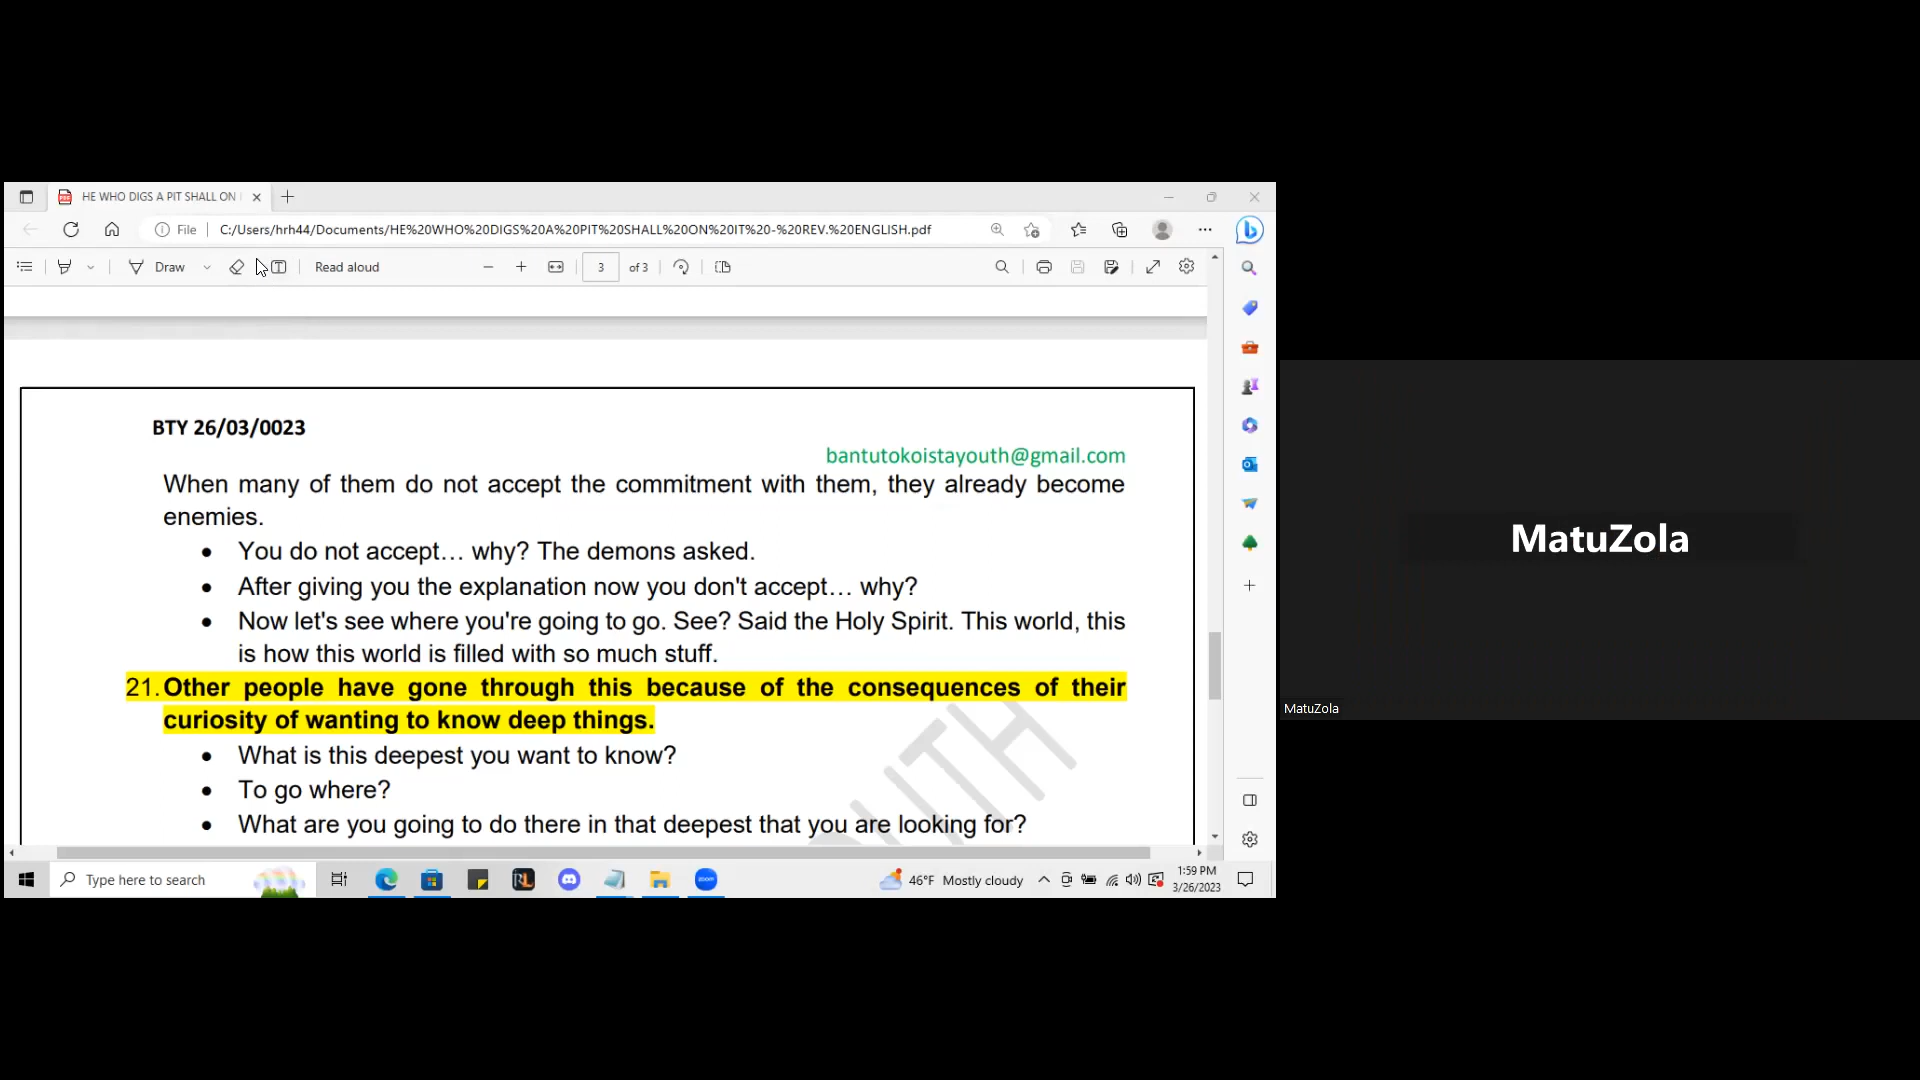 HE WHO DIGS A PIT SHALL ON
File C:/Users/hrh44/Documents/HE%20WHO%20DIGS%20A%20PIT%20SHALL%20ON%20IT%20-%20REV.%20ENGLISH.pdf
Draw Read aloud 3 of 3
BTY 26/03/0023
bantutokoistayouth@gmail.com
When many of them do not accept the commitment with them, they already become
enemies.
• You do not accept… why? The demons asked.
• After giving you the explanation now you don't accept… why?
• Now let's see where you're going to go. See? Said the Holy Spirit. This world, this
is how this world is filled with so much stuff.
21. Other people have gone through this because of the consequences of their
curiosity of wanting to know deep things.
• What is this deepest you want to know?
• To go where?
• What are you going to do there in that deepest that you are looking for?
UTH
Type here to search
zoom
46°F Mostly cloudy
1:59 PM
3/26/2023
MatuZola
MatuZola